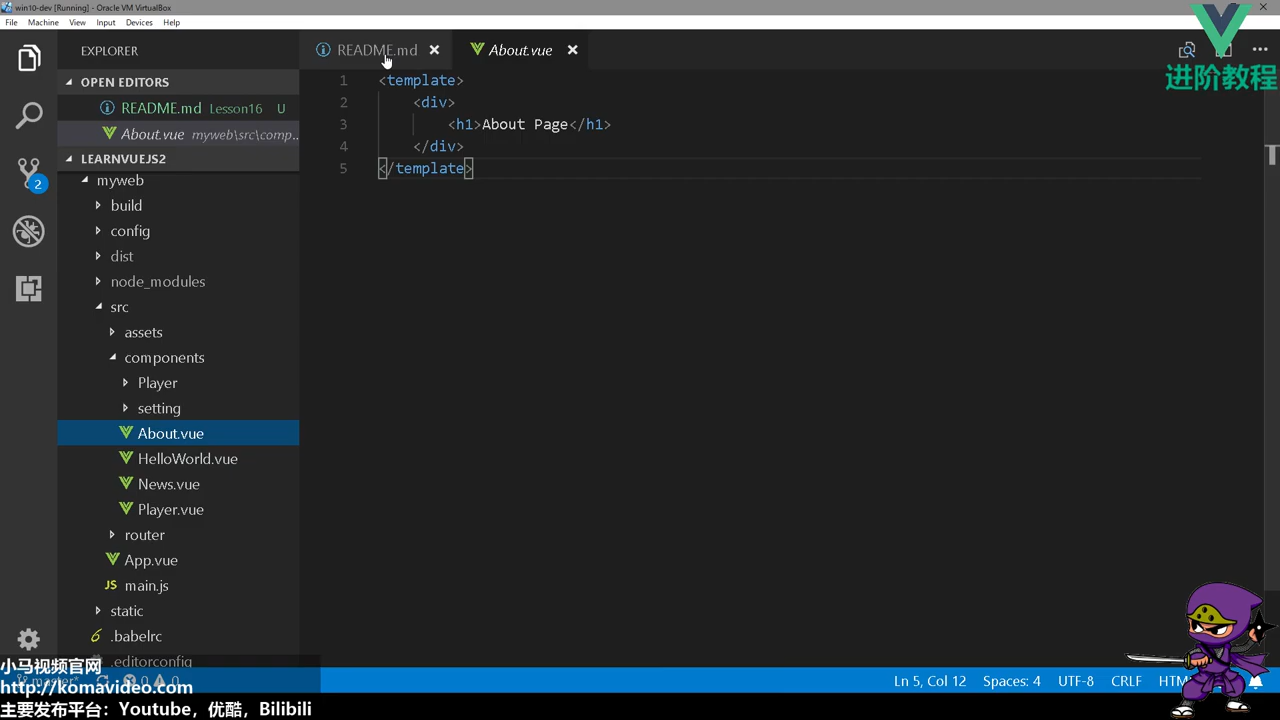 win10-dev [Running] - Oracle VM VirtualBox
File Machine View Input Devices Help
EXPLORER
README.md
About.vue
进阶教程
OPEN EDITORS
README.md Lesson16 U
About.vue myweb\src\comp...
LEARNVUEJS2
myweb
build
config
dist
node_modules
src
assets
components
Player
setting
About.vue
HelloWorld.vue
News.vue
Player.vue
router
App.vue
JS main.js
static
.babelrc
.editorconfig
2
1 <template>
2 <div>
3 <h1>About Page</h1>
4 </div>
5 </template>
小马视频官网
http://komavideo.com
主要发布平台：Youtube，优酷，Bilibili
master* 0 0
Ln 5, Col 12 Spaces: 4 UTF-8 CRLF